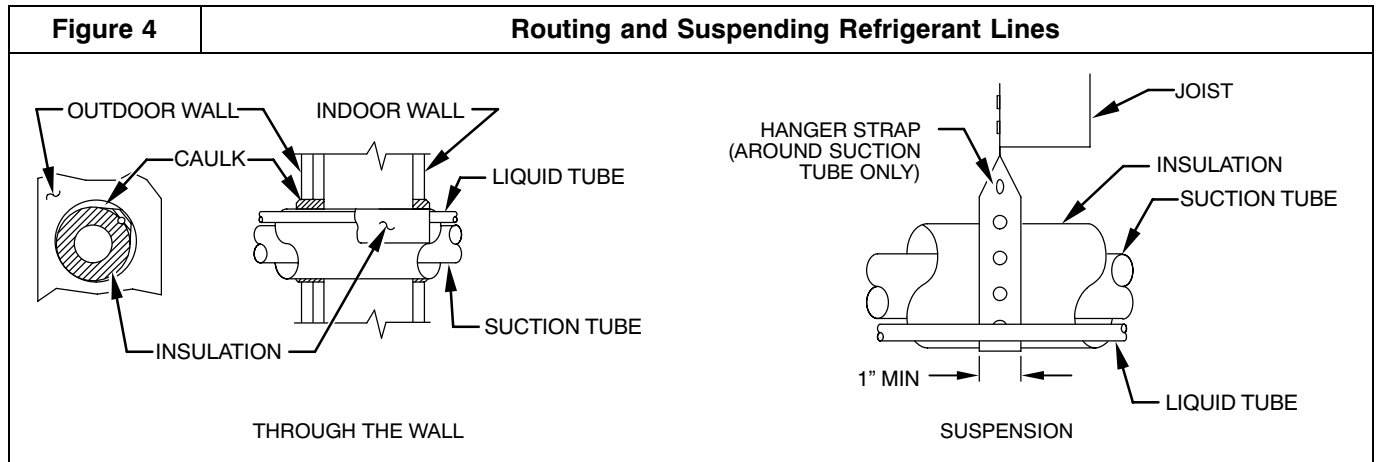 Figure 4
Routing and Suspending Refrigerant Lines
OUTDOOR WALL
INDOOR WALL
CAULK
LIQUID TUBE
SUCTION TUBE
INSULATION
THROUGH THE WALL
JOIST
HANGER STRAP
(AROUND SUCTION
TUBE ONLY)
INSULATION
SUCTION TUBE
1” MIN
LIQUID TUBE
SUSPENSION